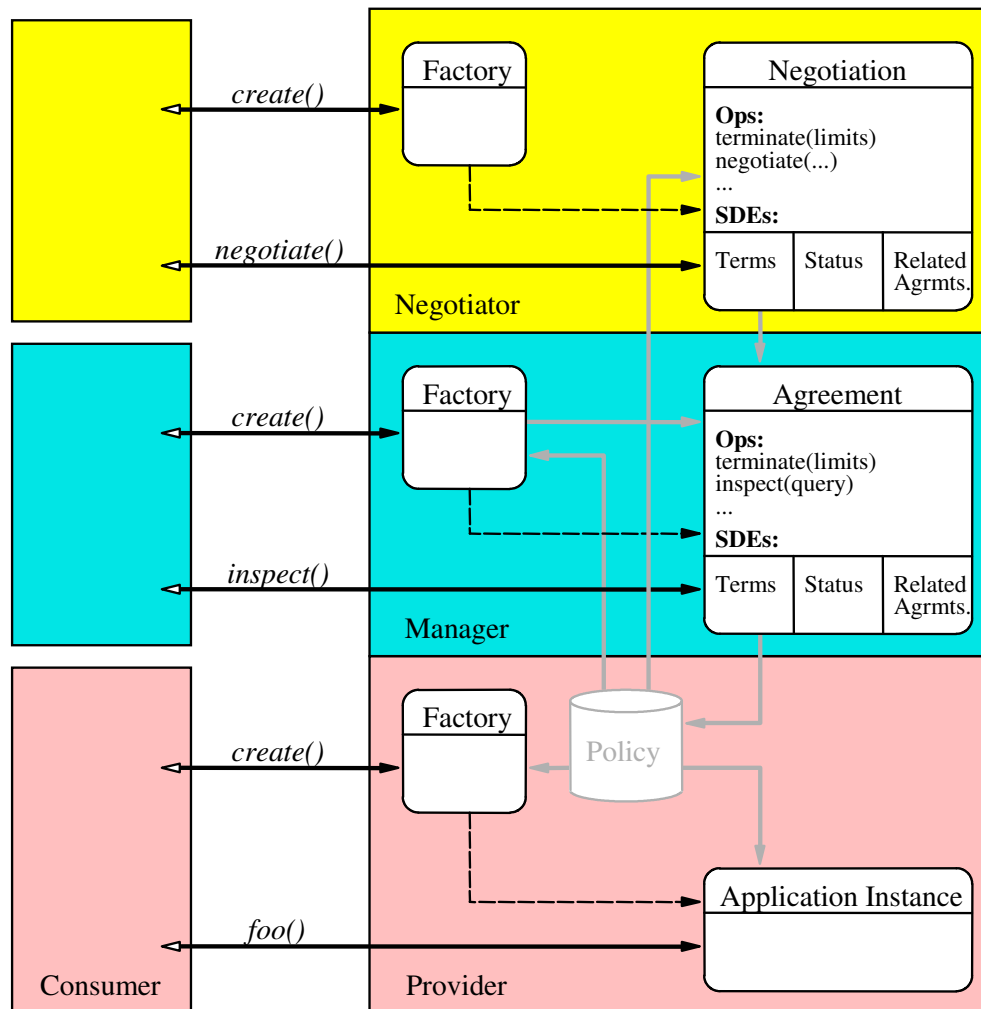 Factory
Negotiation
create()
Ops:
terminate(limits)
negotiate(...)
...
SDEs:
negotiate()
Terms
Status
Related
Agrmts.
Negotiator
Factory
Agreement
create()
Ops:
terminate(limits)
inspect(query)
...
SDEs:
inspect()
Terms
Status
Related
Agrmts.
Manager
Factory
create()
Policy
Application Instance
foo()
Consumer
Provider